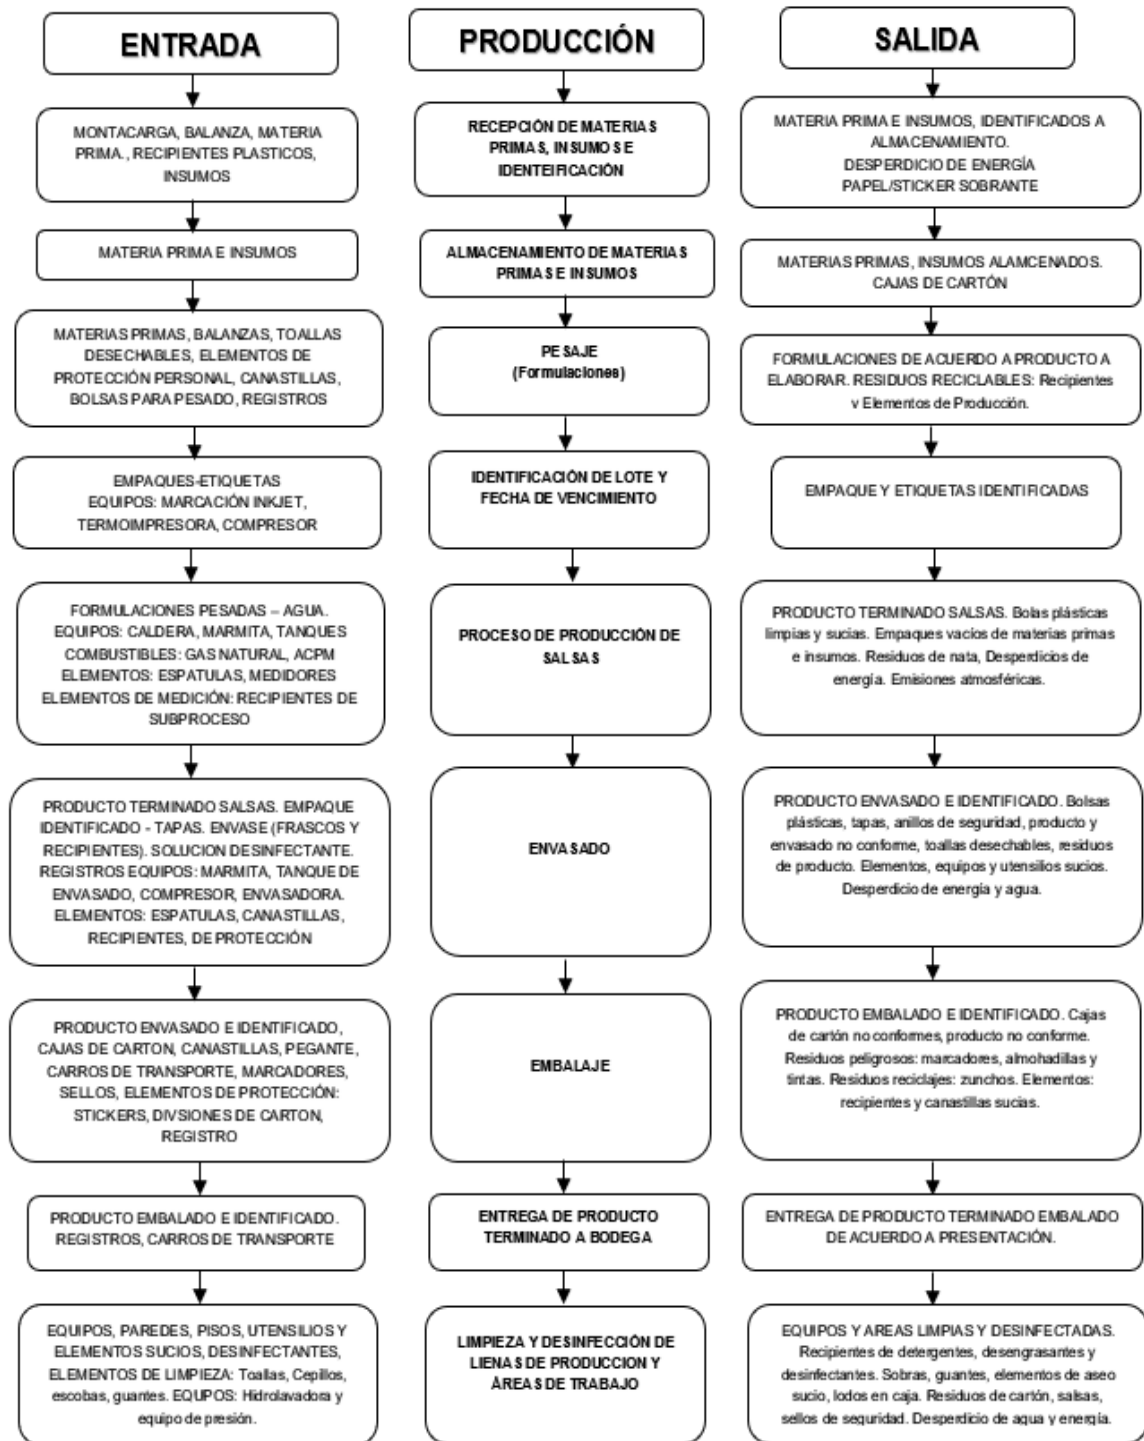 ENTRADA
MONTACARGA, BALANZA, MATERIA
PRIMA., RECIPIENTES PLASTICOS,
INSUMOS
MATERIA PRIMA E INSUMOS
MATERIAS PRIMAS, BALANZAS, TOALLAS
DESECHABLES, ELEMENTOS DE
PROTECCIÓN PERSONAL, CANASTILLAS,
BOLSAS PARA PESADO, REGISTROS
EMPAQUES-ETIQUETAS
EQUIPOS: MARCACIÓN INKJET,
TERMOIMPRESORA, COMPRESOR
FORMULACIONES PESADAS – AGUA.
EQUIPOS: CALDERA, MARMITA, TANQUES
COMBUSTIBLES: GAS NATURAL, ACPM
ELEMENTOS: ESPATULAS, MEDIDORES
ELEMENTOS DE MEDICIÓN: RECIPIENTES DE
SUBPROCESO
PRODUCTO TERMINADO SALSAS. EMPAQUE
IDENTIFICADO - TAPAS. ENVASE (FRASCOS Y
RECIPIENTES). SOLUCION DESINFECTANTE.
REGISTROS EQUIPOS: MARMITA, TANQUE DE
ENVASADO, COMPRESOR, ENVASADORA.
ELEMENTOS: ESPATULAS, CANASTILLAS,
RECIPIENTES, DE PROTECCIÓN
PRODUCTO ENVASADO E IDENTIFICADO,
CAJAS DE CARTON, CANASTILLAS, PEGANTE,
CARROS DE TRANSPORTE, MARCADORES,
SELLOS, ELEMENTOS DE PROTECCIÓN:
STICKERS, DIVSIONES DE CARTON,
REGISTRO
PRODUCTO EMBALADO E IDENTIFICADO.
REGISTROS, CARROS DE TRANSPORTE
EQUIPOS, PAREDES, PISOS, UTENSILIOS Y
ELEMENTOS SUCIOS, DESINFECTANTES,
ELEMENTOS DE LIMPIEZA: Toallas, Cepillos,
escobas, guantes. EQUPOS: Hidrolavadora y
equipo de presión.
PRODUCCIÓN
RECEPCIÓN DE MATERIAS
PRIMAS, INSUMOS E
IDENTEIFICACIÓN
ALMACENAMIENTO DE MATERIAS
PRIMAS E INSUMOS
PESAJE
(Formulaciones)
IDENTIFICACIÓN DE LOTE Y
FECHA DE VENCIMIENTO
PROCESO DE PRODUCCIÓN DE
SALSAS
ENVASADO
EMBALAJE
ENTREGA DE PRODUCTO
TERMINADO A BODEGA
LIMPIEZA Y DESINFECCIÓN DE
LIENAS DE PRODUCCION Y
ÁREAS DE TRABAJO
SALIDA
MATERIA PRIMA E INSUMOS, IDENTIFICADOS A
ALMACENAMIENTO.
DESPERDICIO DE ENERGÍA
PAPEL/STICKER SOBRANTE
MATERIAS PRIMAS, INSUMOS ALAMCENADOS.
CAJAS DE CARTÓN
FORMULACIONES DE ACUERDO A PRODUCTO A
ELABORAR. RESIDUOS RECICLABLES: Recipientes
y Elementos de Producción.
EMPAQUE Y ETIQUETAS IDENTIFICADAS
PRODUCTO TERMINADO SALSAS. Bolas plásticas
limpias y sucias. Empaques vacíos de materias primas
e insumos. Residuos de nata, Desperdicios de
energía. Emisiones atmosféricas.
PRODUCTO ENVASADO E IDENTIFICADO. Bolsas
plásticas, tapas, anillos de seguridad, producto y
envasado no conforme, toallas desechables, residuos
de producto. Elementos, equipos y utensilios sucios.
Desperdicio de energía y agua.
PRODUCTO EMBALADO E IDENTIFICADO. Cajas
de cartón no conformes, producto no conforme.
Residuos peligrosos: marcadores, almohadillas y
tintas. Residuos reciclajes: zunchos. Elementos:
recipientes y canastillas sucias.
ENTREGA DE PRODUCTO TERMINADO EMBALADO
DE ACUERDO A PRESENTACIÓN.
EQUIPOS Y AREAS LIMPIAS Y DESINFECTADAS.
Recipientes de detergentes, desengrasantes y
desinfectantes. Sobras, guantes, elementos de aseo
sucio, lodos en caja. Residuos de cartón, salsas,
sellos de seguridad. Desperdicio de agua y energía.